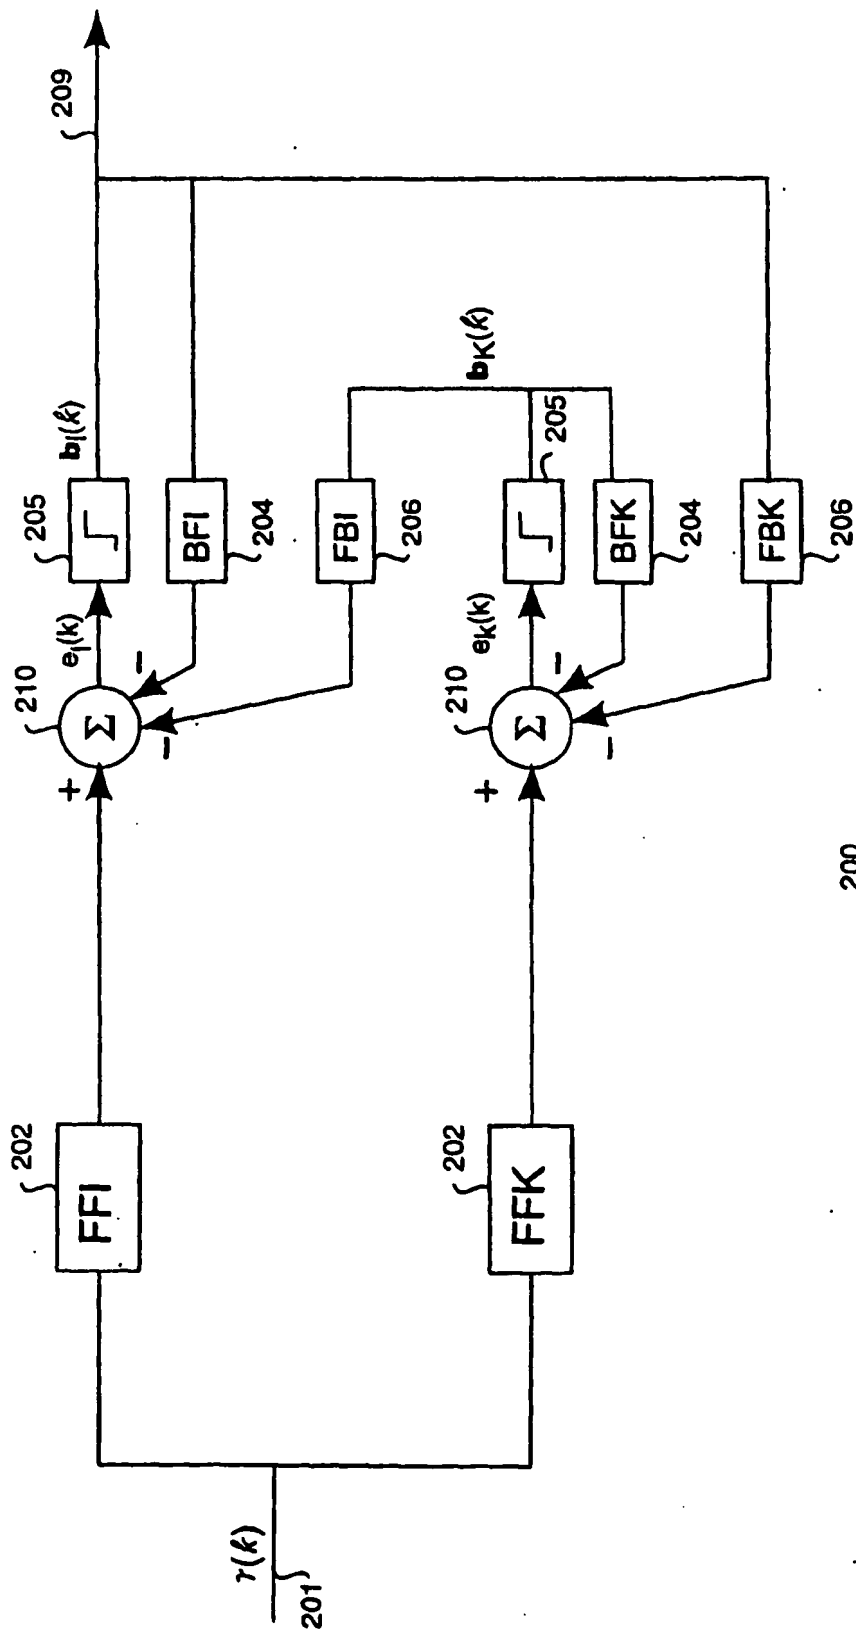 209
b_I(k)
205
e_I(k)
210
Σ
+
−
−
BFI
204
FBI
206
202
FFI
r(k)
201
b_K(k)
205
e_K(k)
210
Σ
+
−
−
BFK
204
FBK
206
202
FFK
200